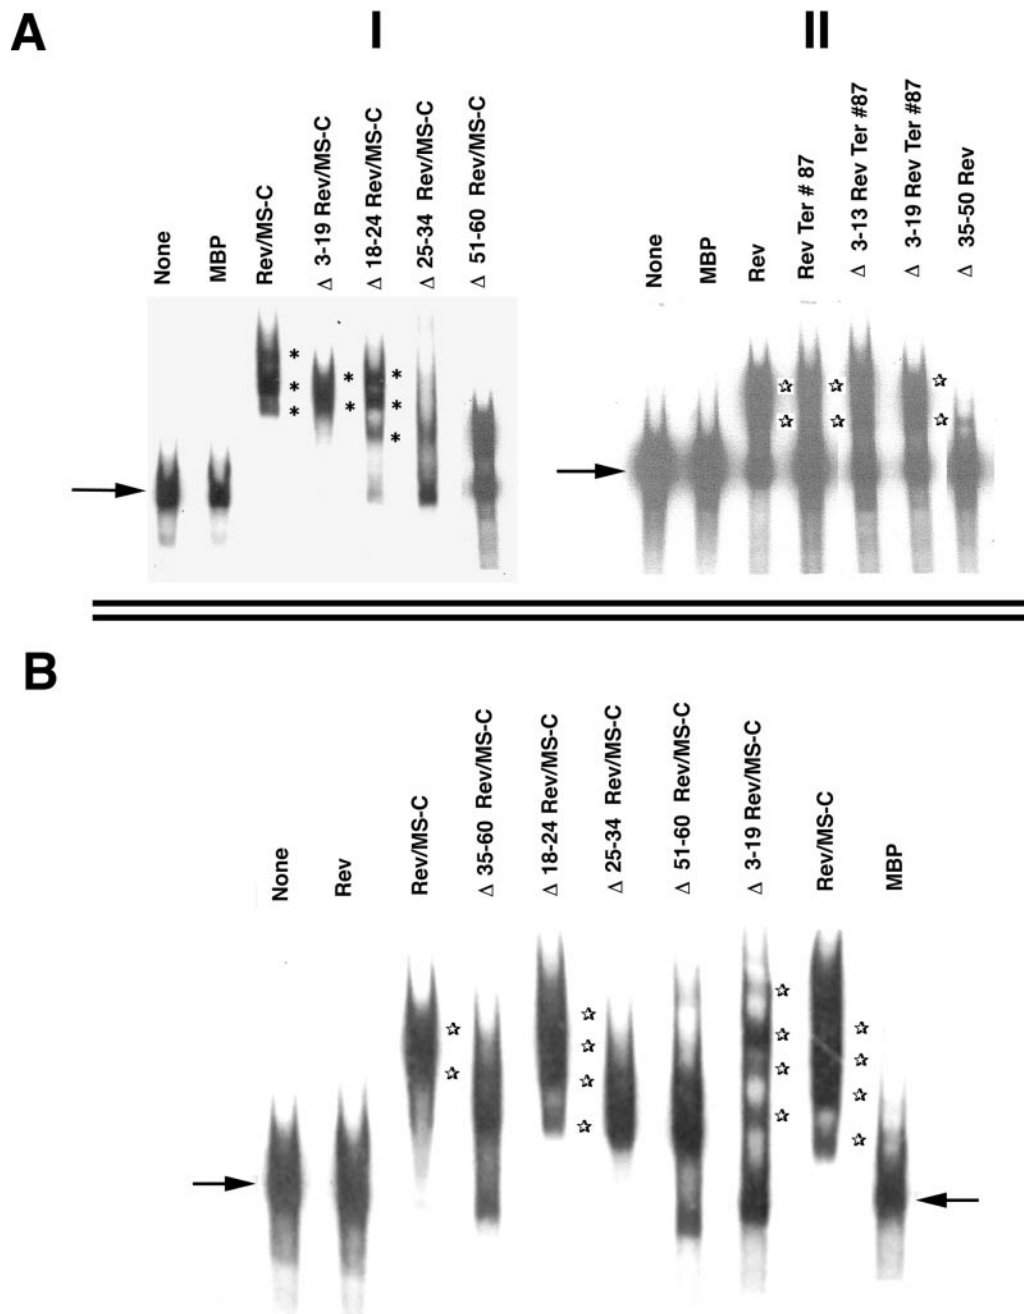 A
I
II
None
MBP
Rev/MS-C
Δ 3-19 Rev/MS-C
Δ 18-24 Rev/MS-C
Δ 25-34 Rev/MS-C
Δ 51-60 Rev/MS-C
None
MBP
Rev
Rev Ter # 87
Δ 3-13 Rev Ter #87
Δ 3-19 Rev Ter #87
Δ 35-50 Rev
B
None
Rev
Rev/MS-C
Δ 35-60 Rev/MS-C
Δ 18-24 Rev/MS-C
Δ 25-34 Rev/MS-C
Δ 51-60 Rev/MS-C
Δ 3-19 Rev/MS-C
Rev/MS-C
MBP